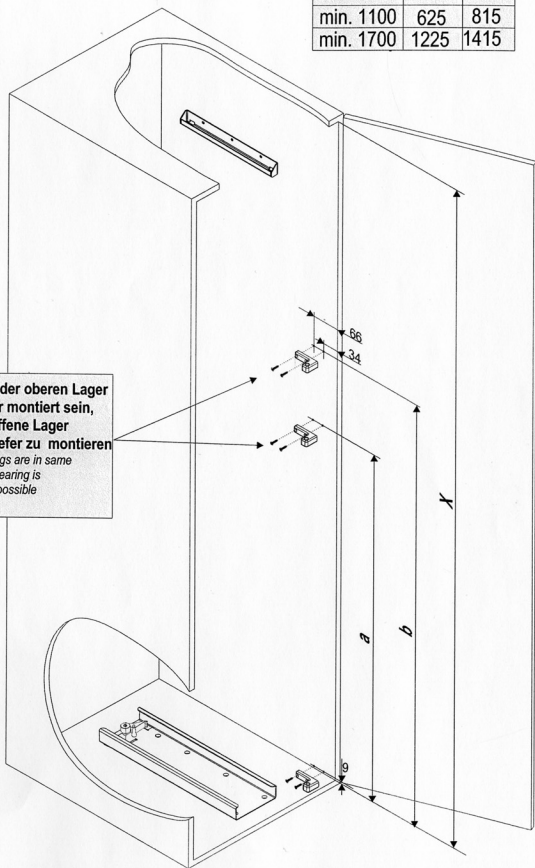 min. 1100 625 815
min. 1700 1225 1415
66
34
der oberen Lager
r montiert sein,
ffene Lager
efer zu montieren
gs are in same
earing is
possible
X
b
a
9